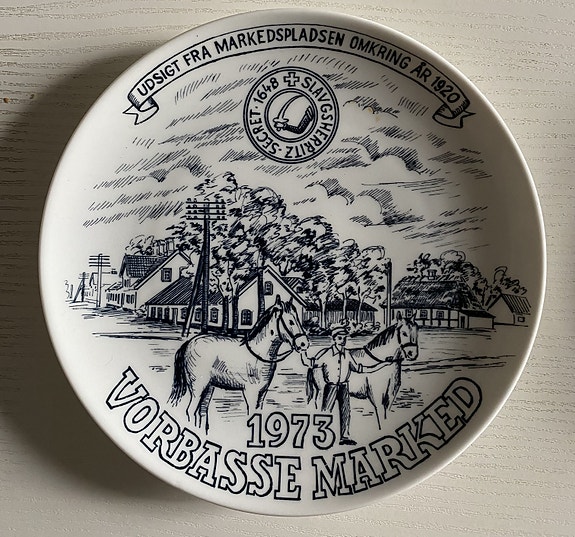 UDSIGT FRA MARKEDSPLADSEN OMKRING ÅR 1920
SLAVGSHERRITZ · SECRET · 1648
1973
VORBASSE MARKED